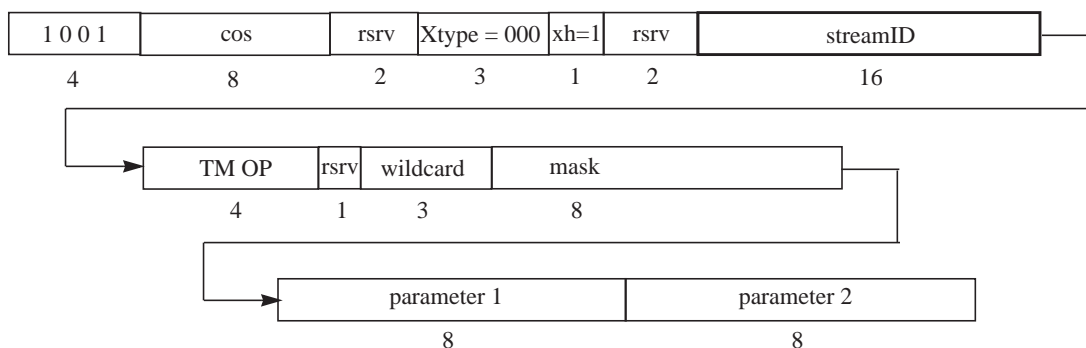 1 0 0 1 cos rsrv Xtype = 000 xh=1 rsrv streamID
4 8 2 3 1 2 16
TM OP rsrv wildcard mask
4 1 3 8
parameter 1 parameter 2
8 8